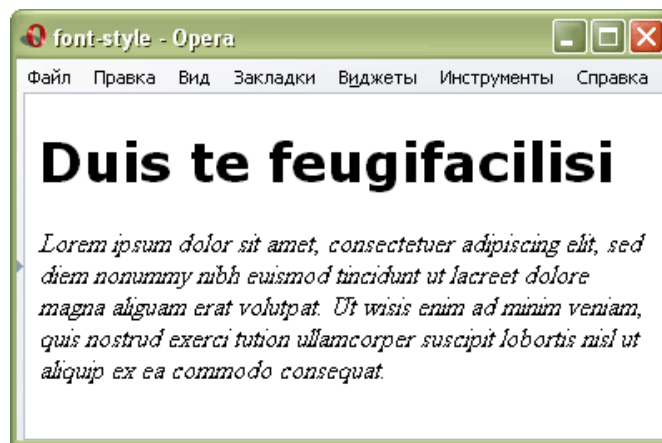 font-style - Opera
Файл Правка Вид Закладки Виджеты Инструменты Справка
Duis te feugifacilisi
Lorem ipsum dolor sit amet, consectetuer adipiscing elit, sed
diem nonummy nibh euismod tincidunt ut lacreet dolore
magna aliguam erat volutpat. Ut wisis enim ad minim veniam,
quis nostrud exerci tution ullamcorper suscipit lobortis nisl ut
aliquip ex ea commodo consequat.